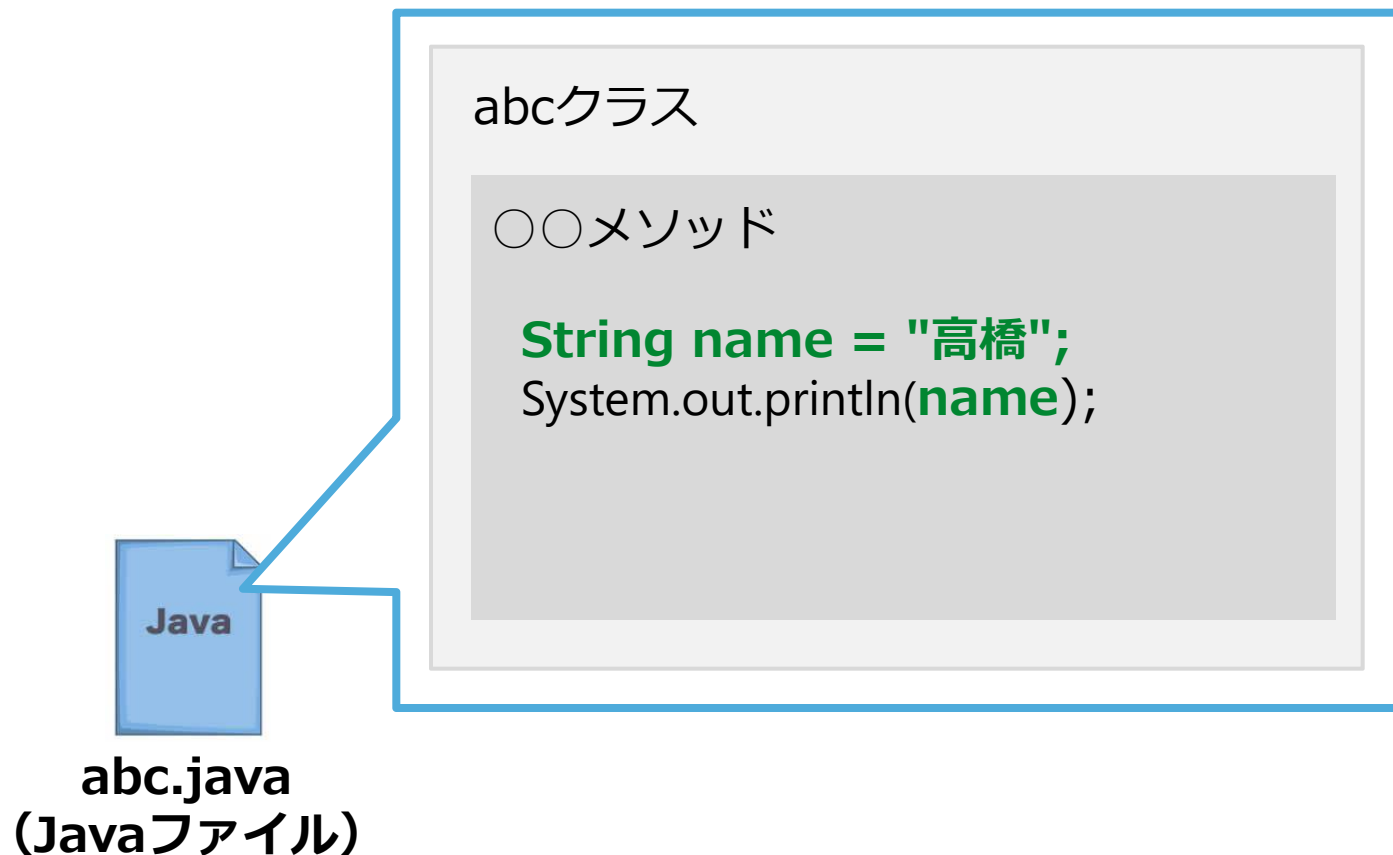 abcクラス
○○メソッド
String name = "高橋";
System.out.println(name);
Java
abc.java
（Javaファイル）